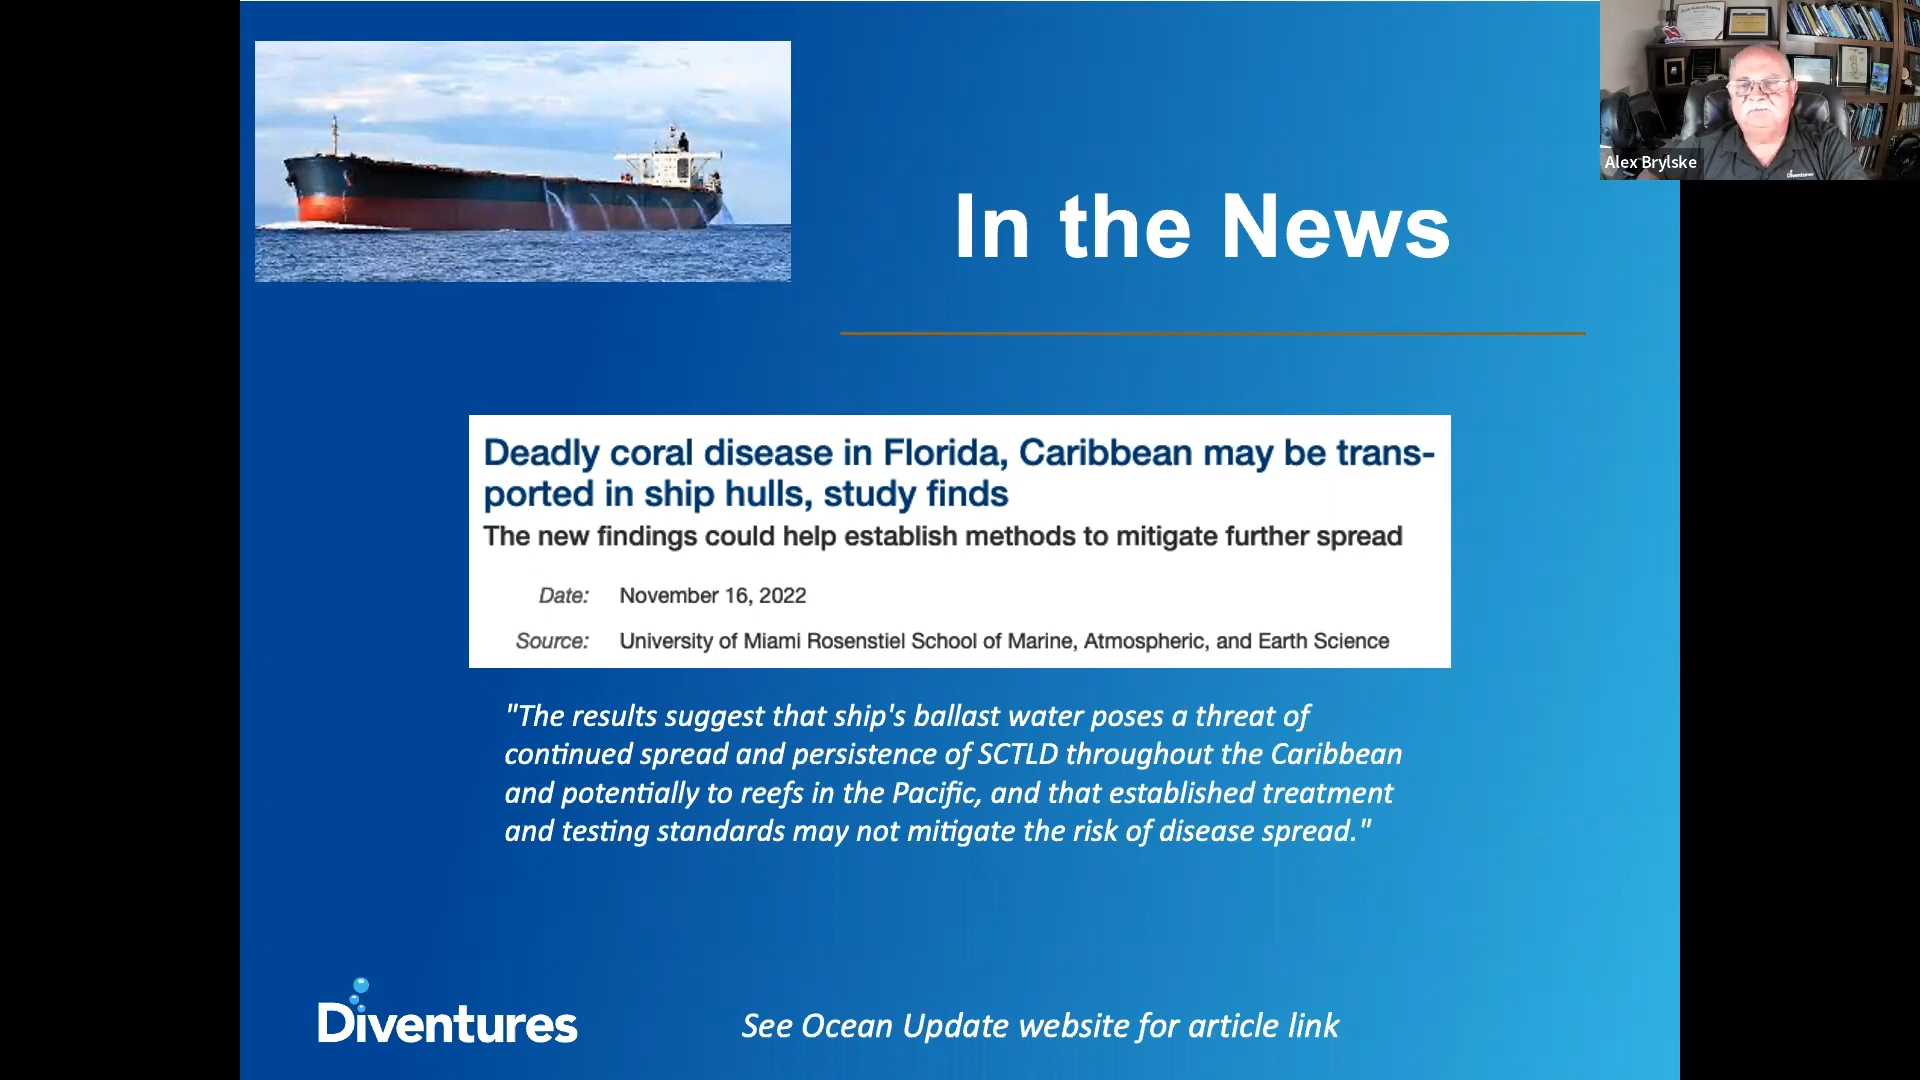 In the News
Alex Brylske
Diventures
Deadly coral disease in Florida, Caribbean may be trans-
ported in ship hulls, study finds
The new findings could help establish methods to mitigate further spread
Date: November 16, 2022
Source: University of Miami Rosenstiel School of Marine, Atmospheric, and Earth Science
"The results suggest that ship's ballast water poses a threat of
continued spread and persistence of SCTLD throughout the Caribbean
and potentially to reefs in the Pacific, and that established treatment
and testing standards may not mitigate the risk of disease spread."
Diventures
See Ocean Update website for article link